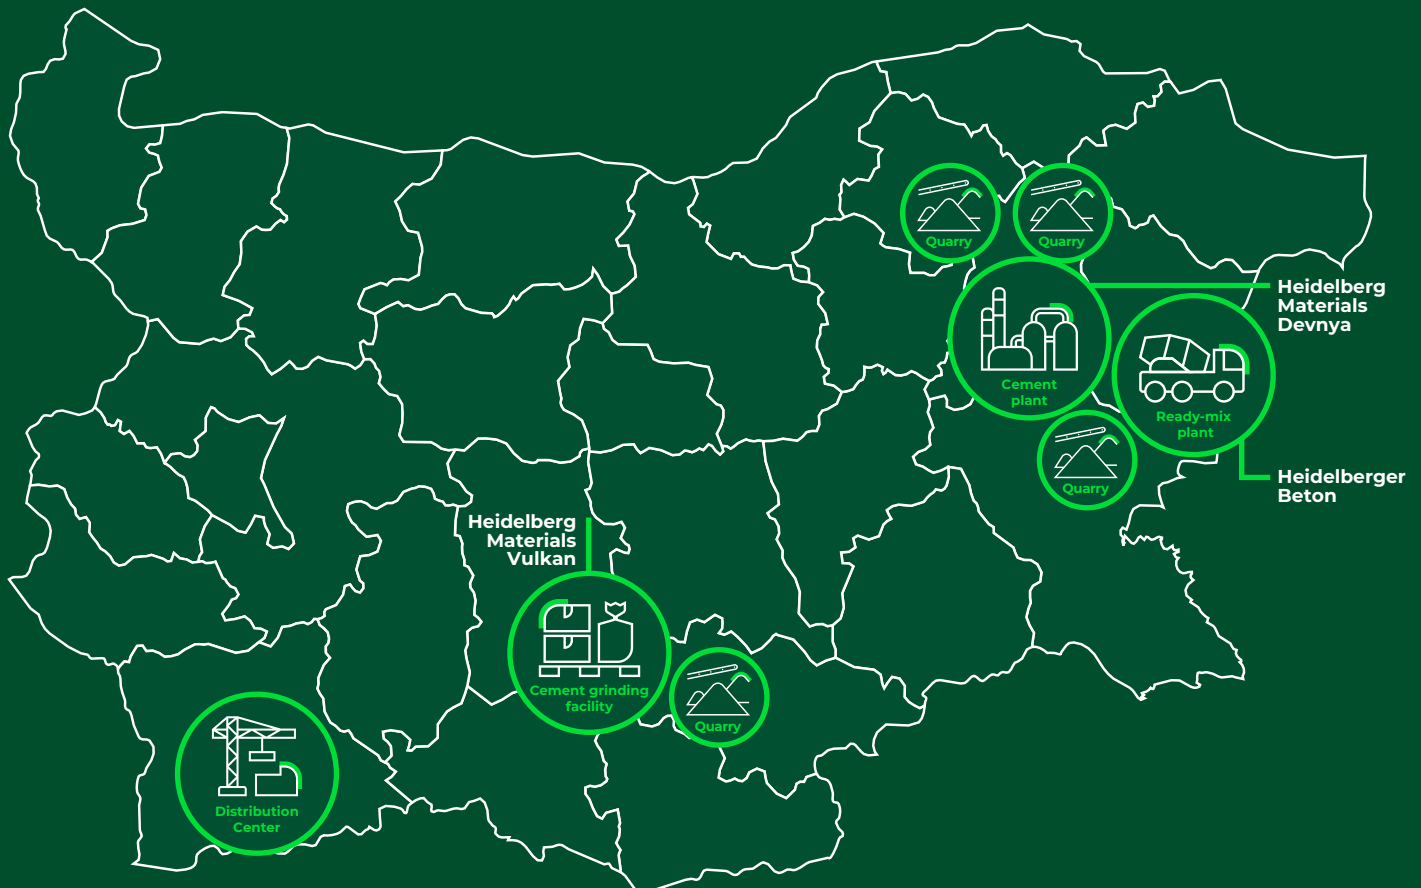 Quarry
Quarry
Heidelberg
Materials
Devnya
Cement
plant
Ready-mix
plant
Quarry
Heidelberger
Beton
Heidelberg
Materials
Vulkan
Cement grinding
facility
Quarry
Distribution
Center